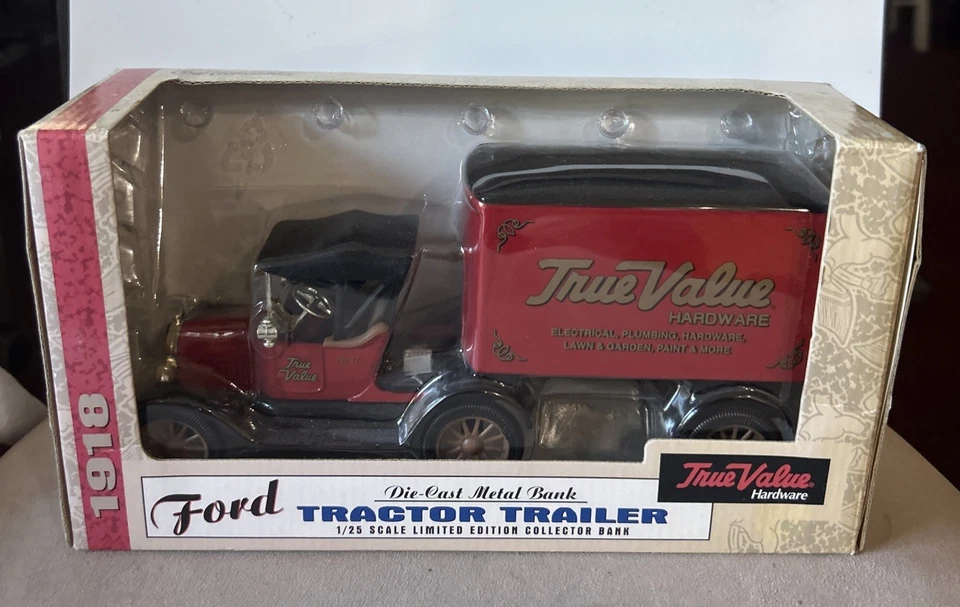 1918
True Value
HARDWARE
ELECTRICAL, PLUMBING, HARDWARE,
LAWN & GARDEN, PAINT & MORE
True
Value
Ford
Die-Cast Metal Bank
TRACTOR TRAILER
1/25 SCALE LIMITED EDITION COLLECTOR BANK
True Value
Hardware